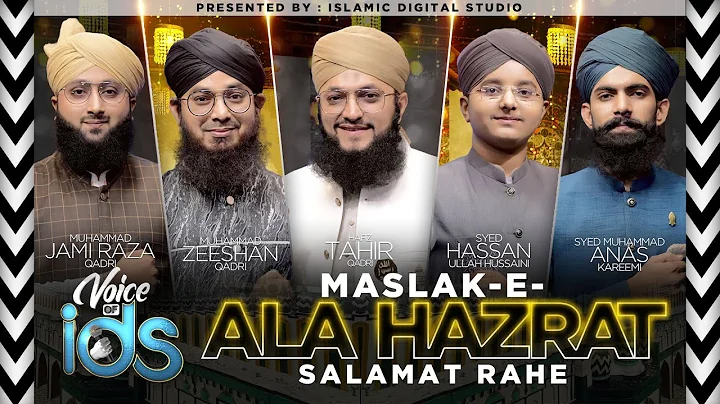 PRESENTED BY : ISLAMIC DIGITAL STUDIO
MUHAMMAD
JAMI RAZA
QADRI
MUHAMMAD
ZEESHAN
QADRI
HAFIZ
TAHIR
QADRI
SYED
HASSAN
ULLAH HUSSAINI
SYED MUHAMMAD
ANAS
KAREEMI
Voice
OF
ids
MASLAK-E-
ALA HAZRAT
SALAMAT RAHE